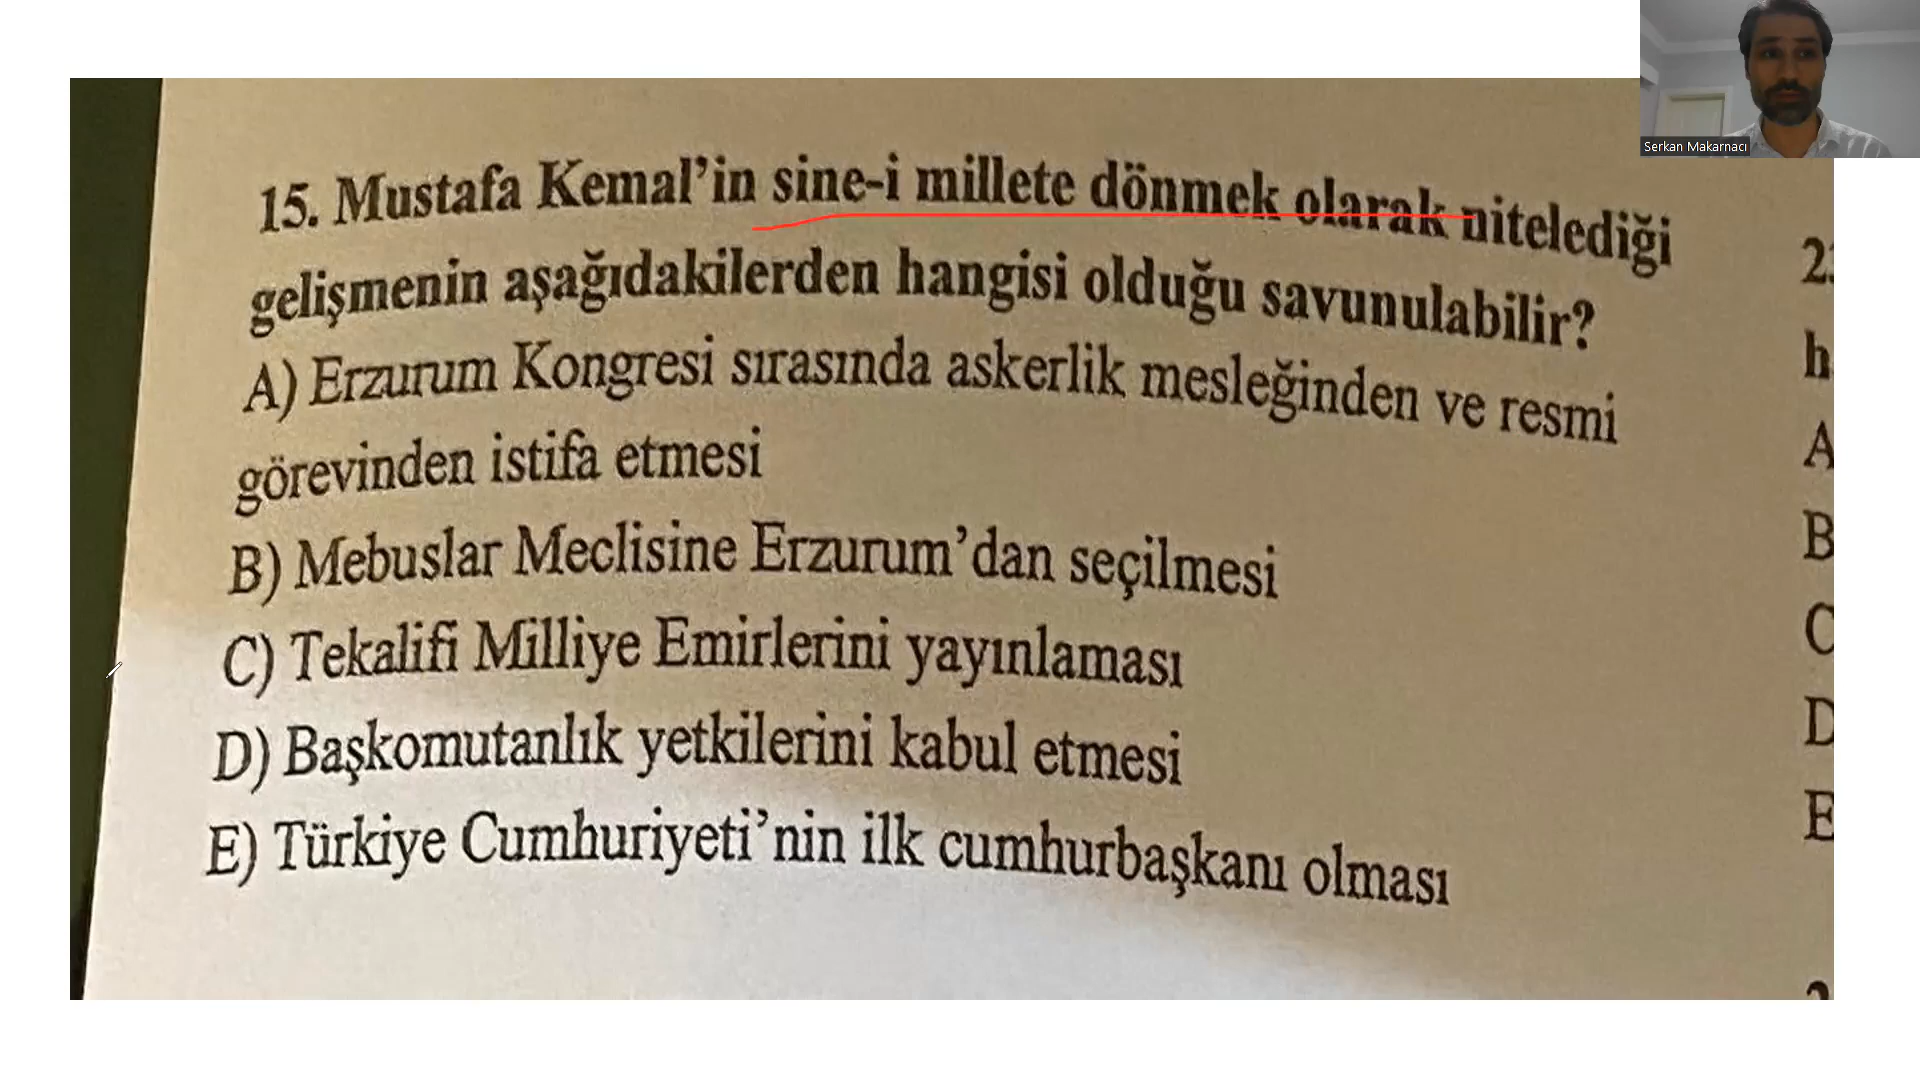 Serkan Makarnacı
15. Mustafa Kemal’in sine-i millete dönmek olarak nitelediği
gelişmenin aşağıdakilerden hangisi olduğu savunulabilir?
A) Erzurum Kongresi sırasında askerlik mesleğinden ve resmi
görevinden istifa etmesi
B) Mebuslar Meclisine Erzurum’dan seçilmesi
C) Tekalifi Milliye Emirlerini yayınlaması
D) Başkomutanlık yetkilerini kabul etmesi
E) Türkiye Cumhuriyeti’nin ilk cumhurbaşkanı olması
h
A
B
C
D
E